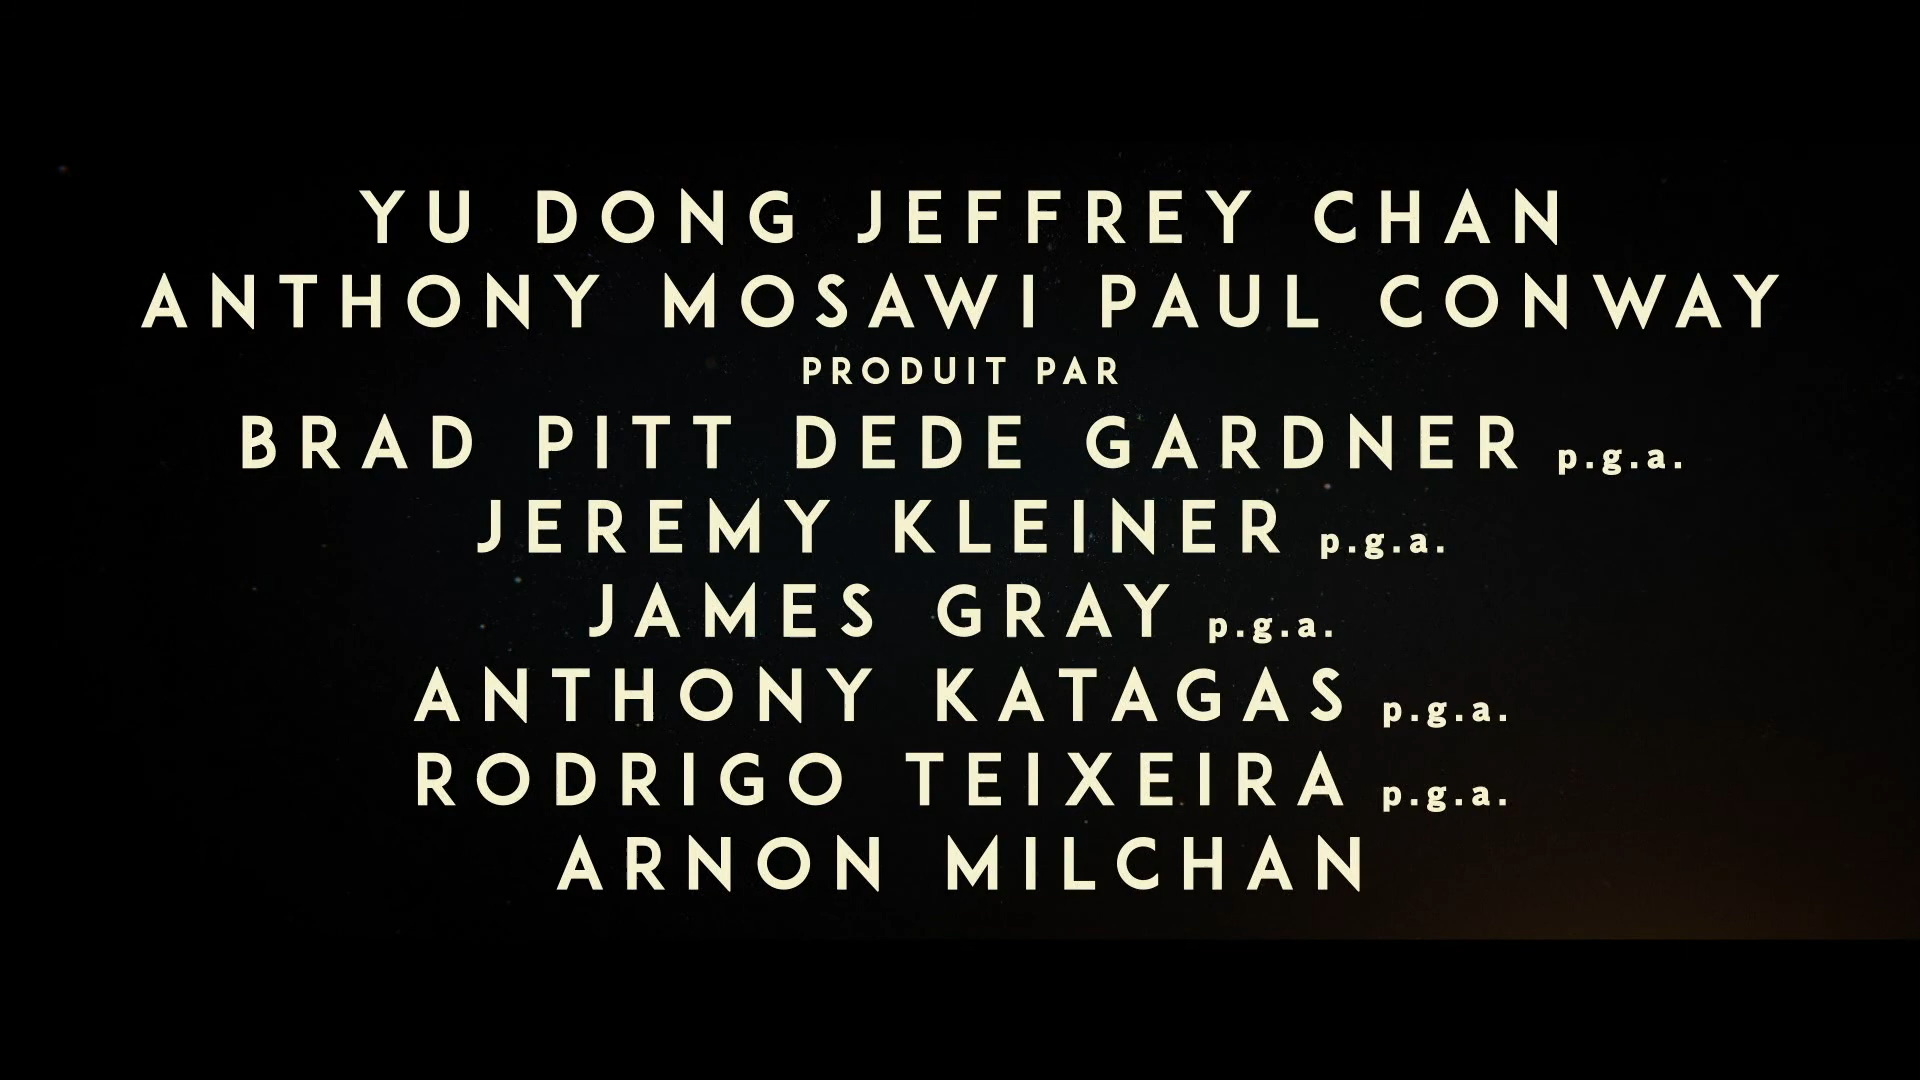 YU DONG JEFFREY CHAN
ANTHONY MOSAWI PAUL CONWAY
PRODUIT PAR
BRAD PITT DEDE GARDNER p.g.a.
JEREMY KLEINER p.g.a.
JAMES GRAY p.g.a.
ANTHONY KATAGAS p.g.a.
RODRIGO TEIXEIRA p.g.a.
ARNON MILCHAN